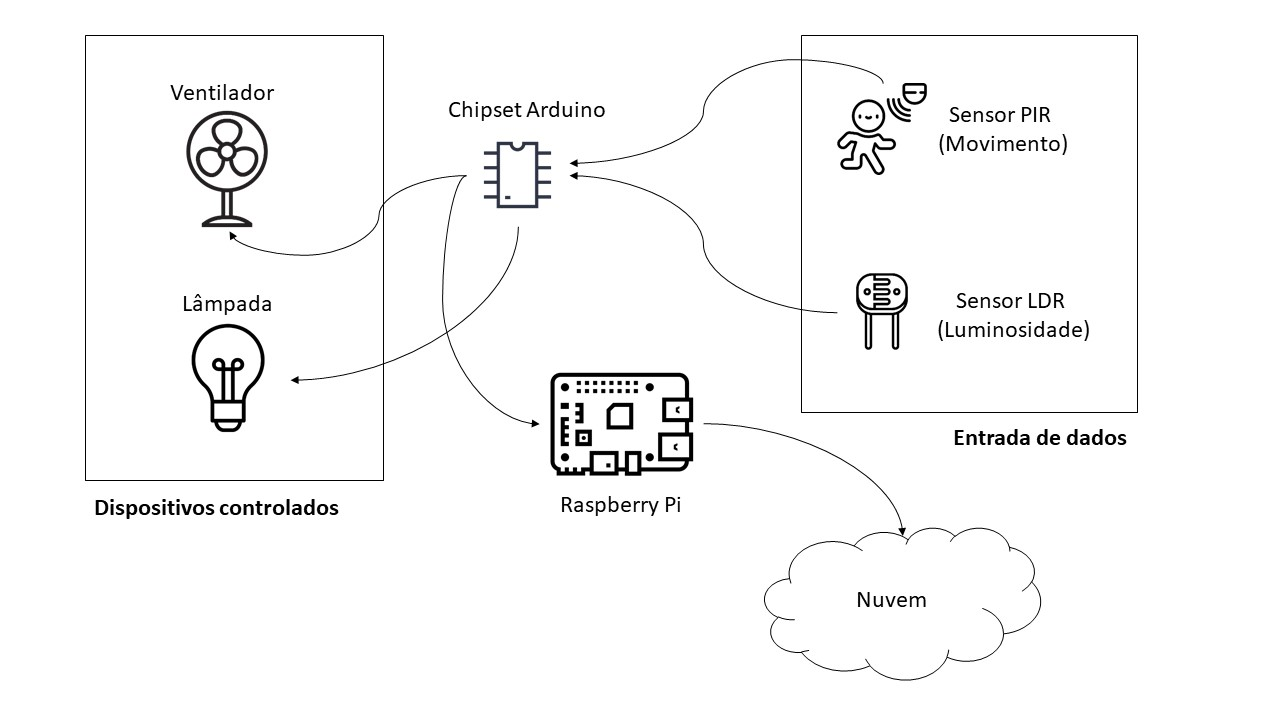 Ventilador
Lâmpada
Dispositivos controlados
Chipset Arduino
Raspberry Pi
Sensor PIR
(Movimento)
Sensor LDR
(Luminosidade)
Entrada de dados
Nuvem